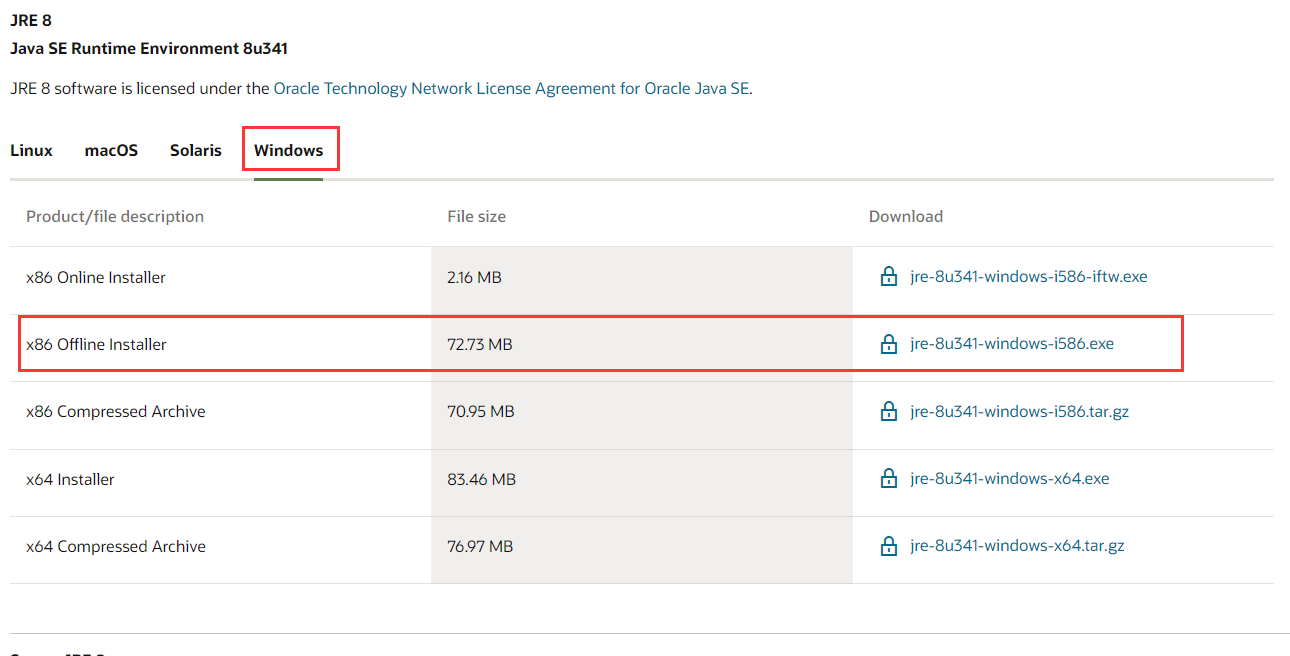 JRE 8
Java SE Runtime Environment 8u341
JRE 8 software is licensed under the Oracle Technology Network License Agreement for Oracle Java SE.
Linux macOS Solaris Windows
Product/file description File size Download
x86 Online Installer 2.16 MB jre-8u341-windows-i586-iftw.exe
x86 Offline Installer 72.73 MB jre-8u341-windows-i586.exe
x86 Compressed Archive 70.95 MB jre-8u341-windows-i586.tar.gz
x64 Installer 83.46 MB jre-8u341-windows-x64.exe
x64 Compressed Archive 76.97 MB jre-8u341-windows-x64.tar.gz